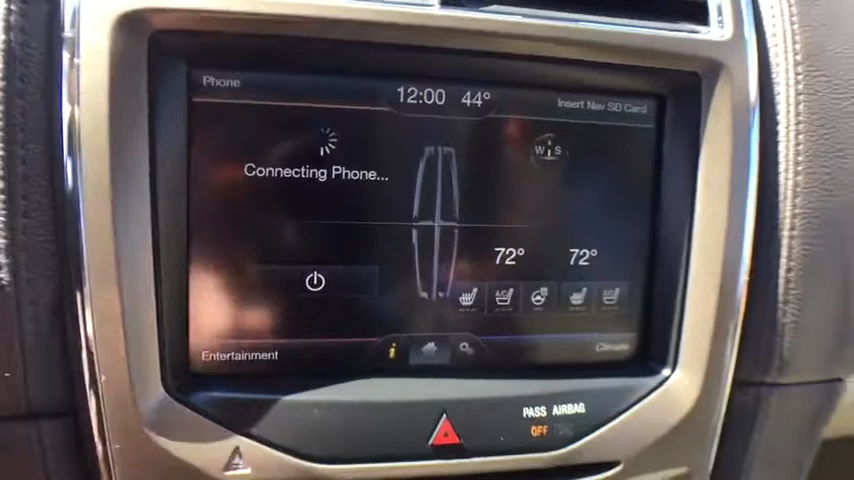 Phone
12:00 44°
Insert Nav SD Card
Connecting Phone...
W S
72° 72°
A/C
Entertainment
i
Climate
PASS AIRBAG
OFF